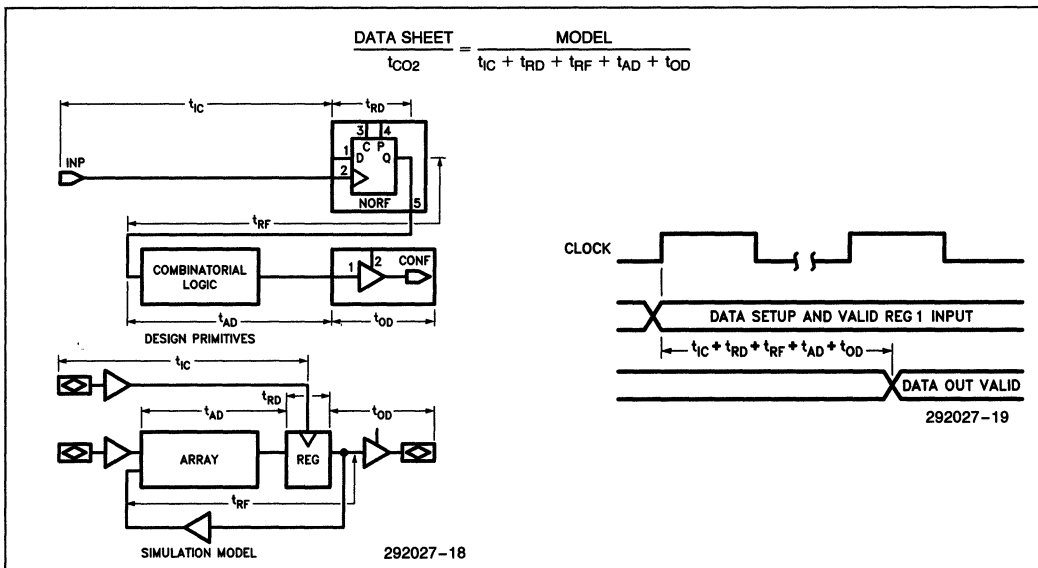 DATA SHEET = MODEL
tCO2 tIC + tRD + tRF + tAD + tOD
tIC
tRD
INP
3 4
C P
1 D Q
2
NORF
5
tRF
COMBINATORIAL
LOGIC
1 2 CONF
tAD
tOD
DESIGN PRIMITIVES
tIC
tRD
tAD
tOD
ARRAY
REG
tRF
SIMULATION MODEL
292027-18
CLOCK
DATA SETUP AND VALID REG 1 INPUT
tIC + tRD + tRF + tAD + tOD
DATA OUT VALID
292027-19